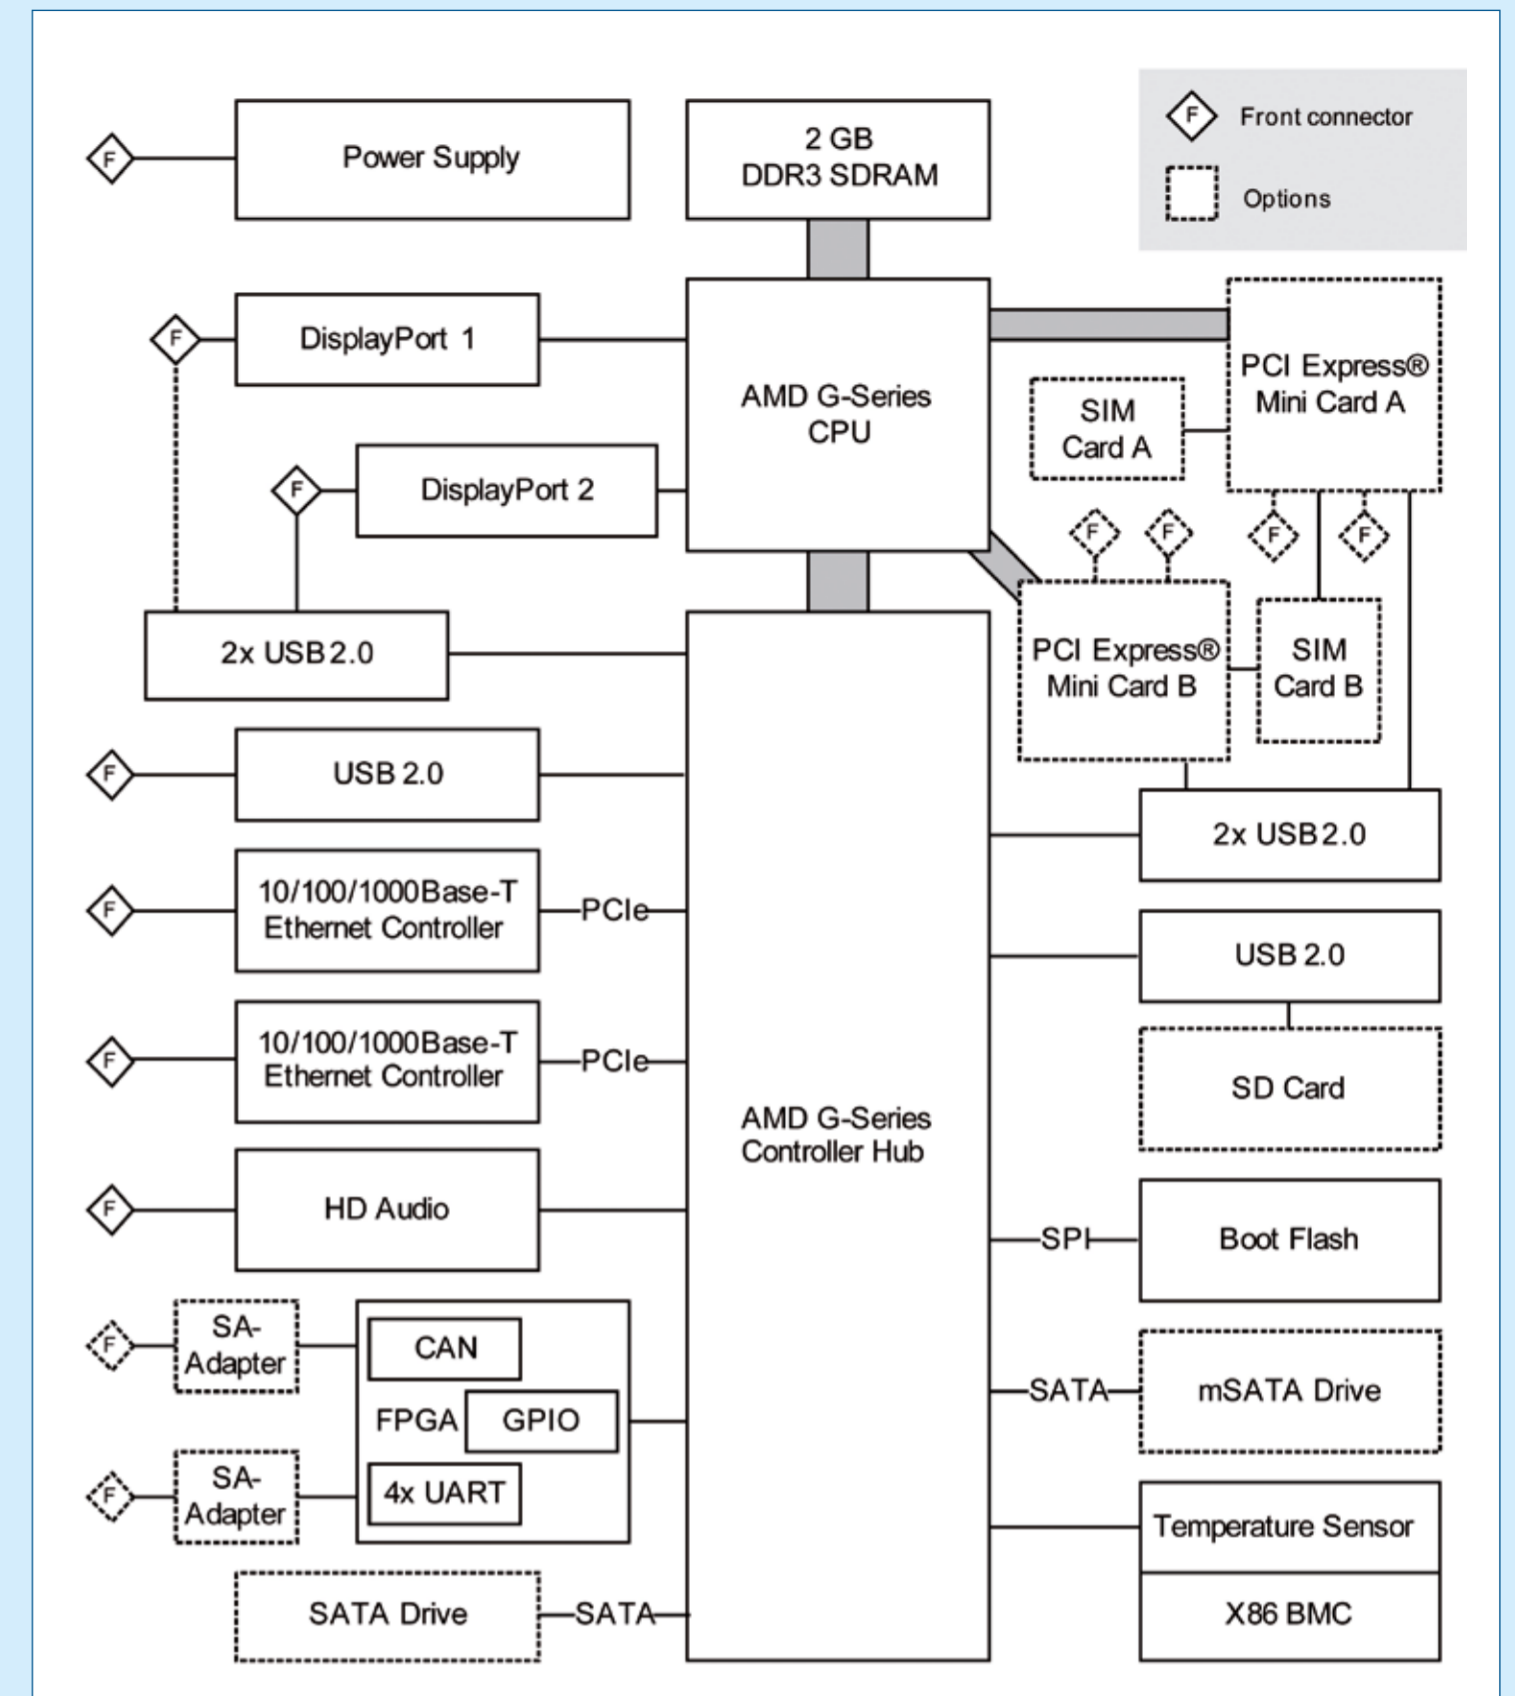 F
Power Supply
2 GB
DDR3 SDRAM
F
Front connector
Options
F
DisplayPort 1
AMD G-Series
CPU
PCI Express®
Mini Card A
SIM
Card A
F
DisplayPort 2
F
F
F
F
2x USB 2.0
PCI Express®
Mini Card B
SIM
Card B
F
USB 2.0
2x USB 2.0
F
10/100/1000Base-T
Ethernet Controller
PCIe
USB 2.0
F
10/100/1000Base-T
Ethernet Controller
PCIe
SD Card
AMD G-Series
Controller Hub
F
HD Audio
SPI
Boot Flash
F
SA-
Adapter
CAN
FPGA
GPIO
SATA
mSATA Drive
F
SA-
Adapter
4x UART
Temperature Sensor
SATA Drive
SATA
X86 BMC